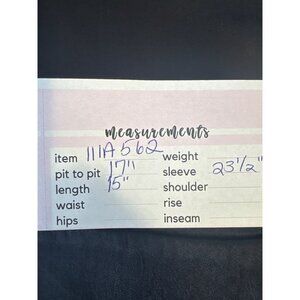 measurements
item 111A562 weight
pit to pit 17" sleeve 23 1/2"
length 15" shoulder
waist rise
hips inseam